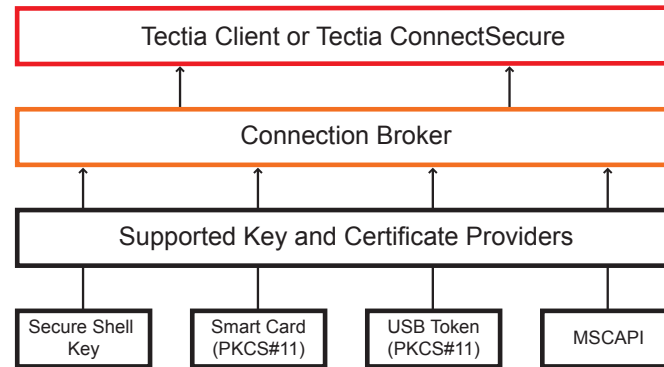 Tectia Client or Tectia ConnectSecure
Connection Broker
Supported Key and Certificate Providers
Secure Shell
Key
Smart Card
(PKCS#11)
USB Token
(PKCS#11)
MSCAPI